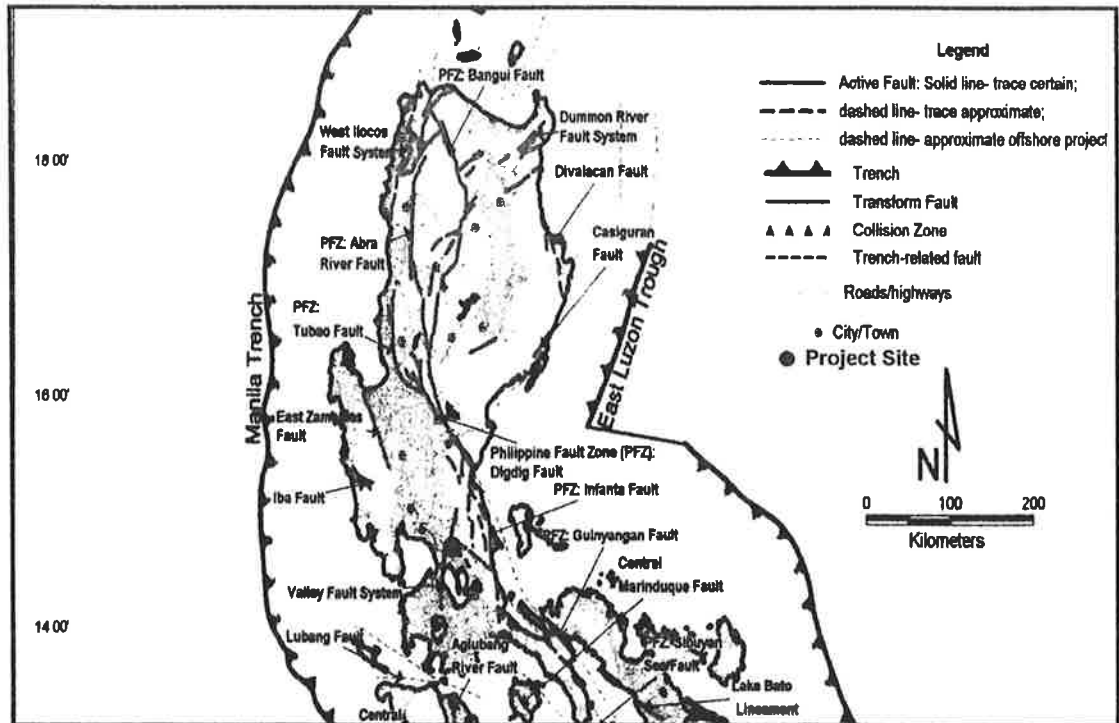 Legend
Active Fault: Solid line- trace certain;
dashed line- trace approximate;
dashed line- approximate offshore project
Trench
Transform Fault
Collision Zone
Trench-related fault
Roads/highways
City/Town
Project Site
N
0 100 200
Kilometers
18 00'
16 00'
14 00'
PFZ: Bangui Fault
West Ilocos
Fault System
Dummon River
Fault System
Divalacan Fault
Casiguran
Fault
PFZ: Abra
River Fault
PFZ:
Tubao Fault
Manila Trench
East Luzon Trough
East Zambales
Fault
Iba Fault
Philippine Fault Zone (PFZ):
Digdig Fault
PFZ: Infanta Fault
PFZ: Guinyangan Fault
Central
Marinduque Fault
Valley Fault System
Lubang Fault
Aglubang
River Fault
Central
PFZ: Sibuyan
Sea Fault
Lake Bato
Lineament